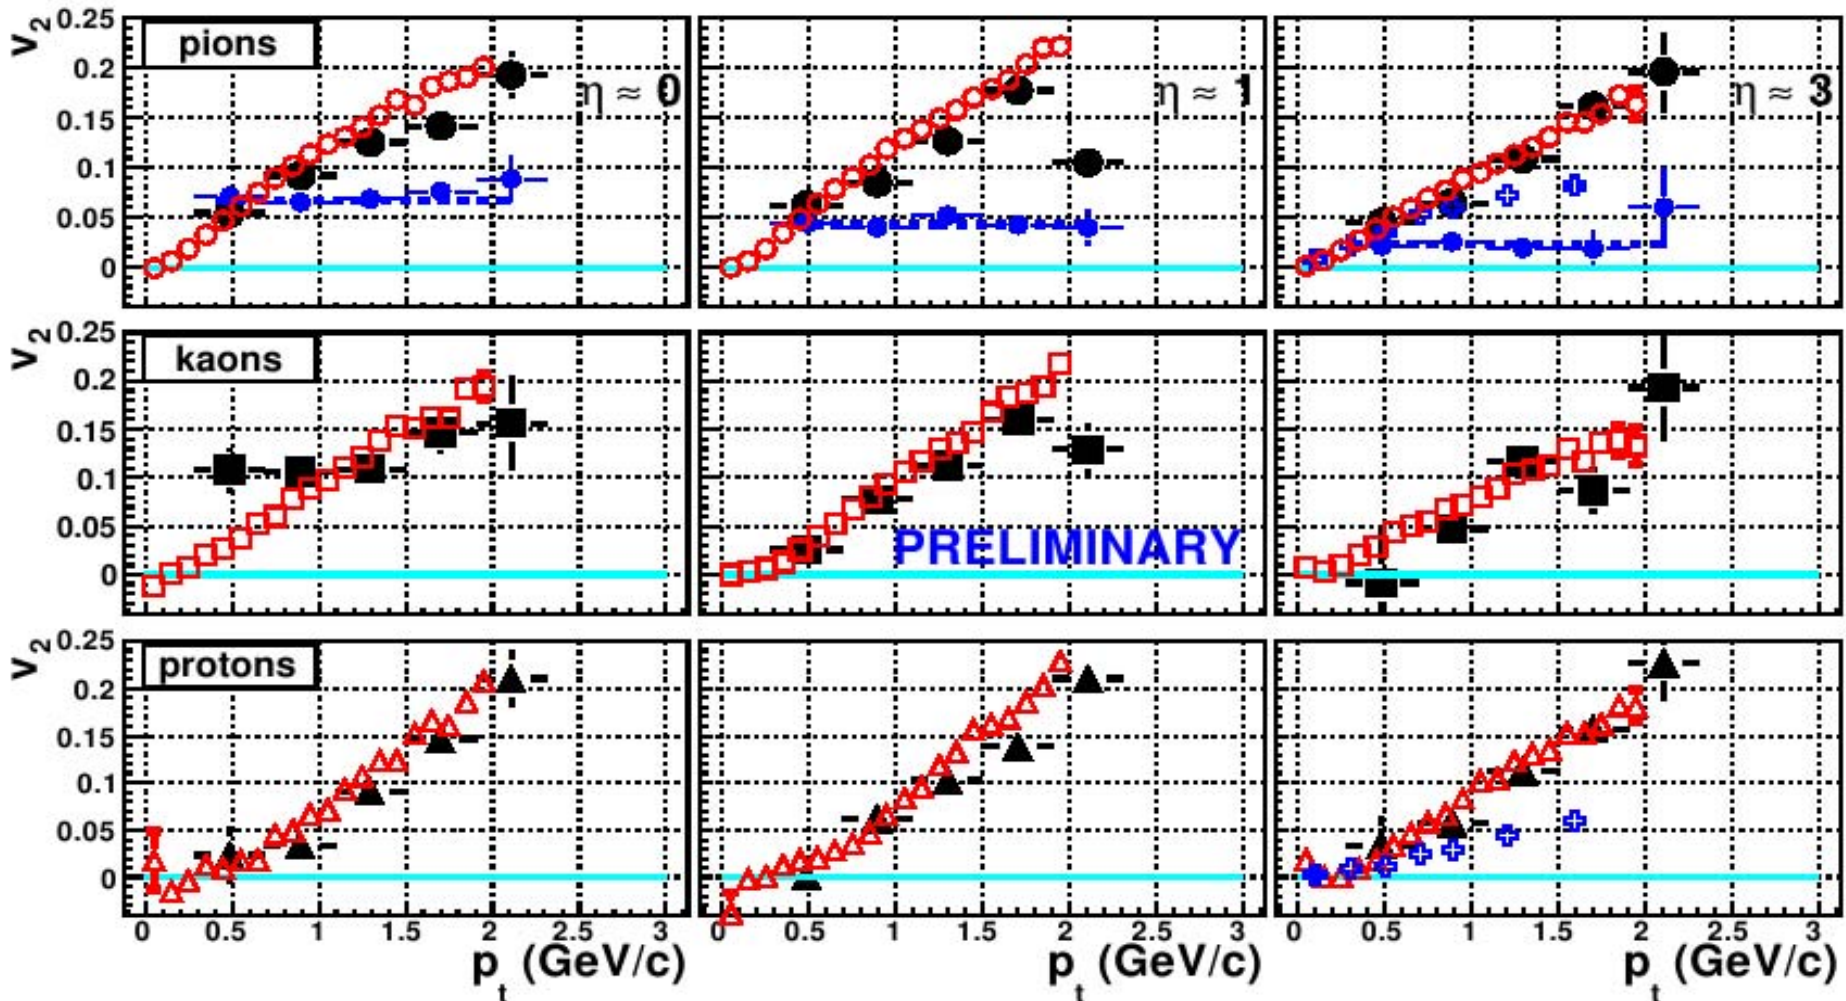 v2 0.25 pions η ≈ 0 η ≈ 1 η ≈ 3
0.2
0.15
0.1
0.05
0
v2 0.25 kaons
0.2
0.15
0.1
0.05 PRELIMINARY
0
v2 0.25 protons
0.2
0.15
0.1
0.05
0
0 0.5 1 1.5 2 2.5 3 0 0.5 1 1.5 2 2.5 3 0 0.5 1 1.5 2 2.5 3
pt (GeV/c) pt (GeV/c) pt (GeV/c)